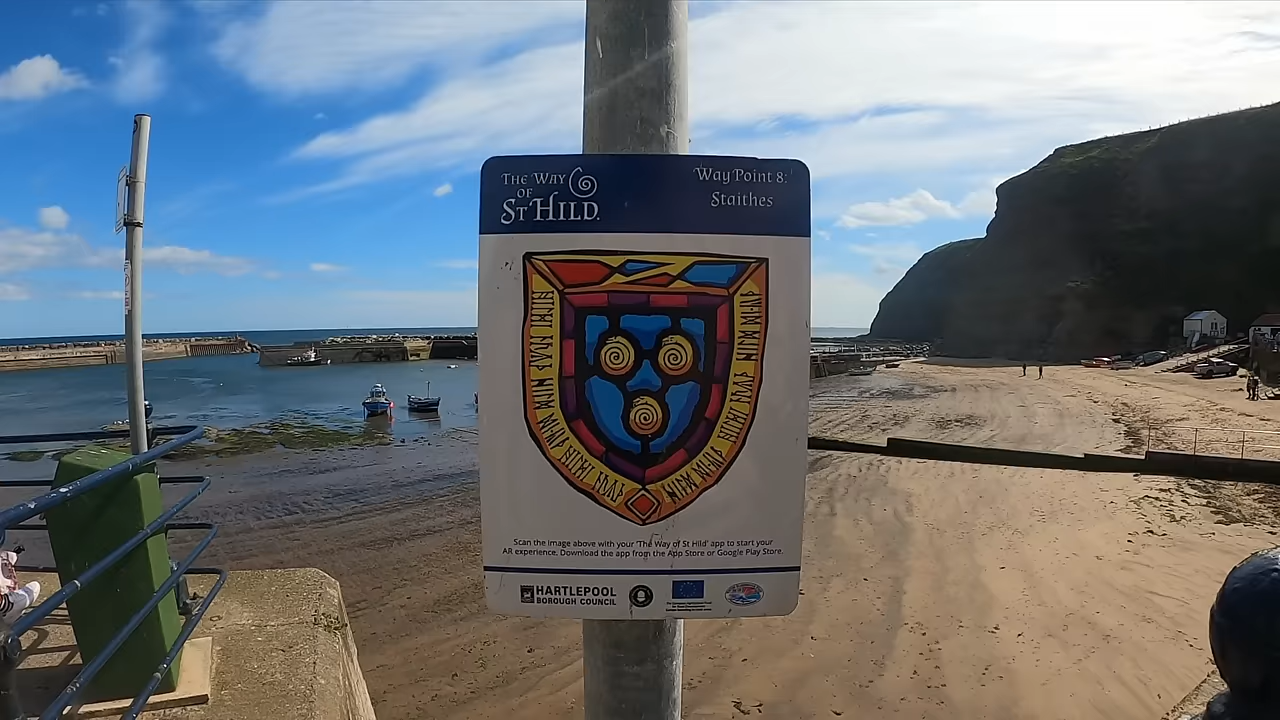 THE WAY
OF
ST HILD.
Way Point 8:
Staithes
Scan the image above with your 'The Way of St Hild' app to start your
AR experience. Download the app from the App Store or Google Play Store.
HARTLEPOOL
BOROUGH COUNCIL